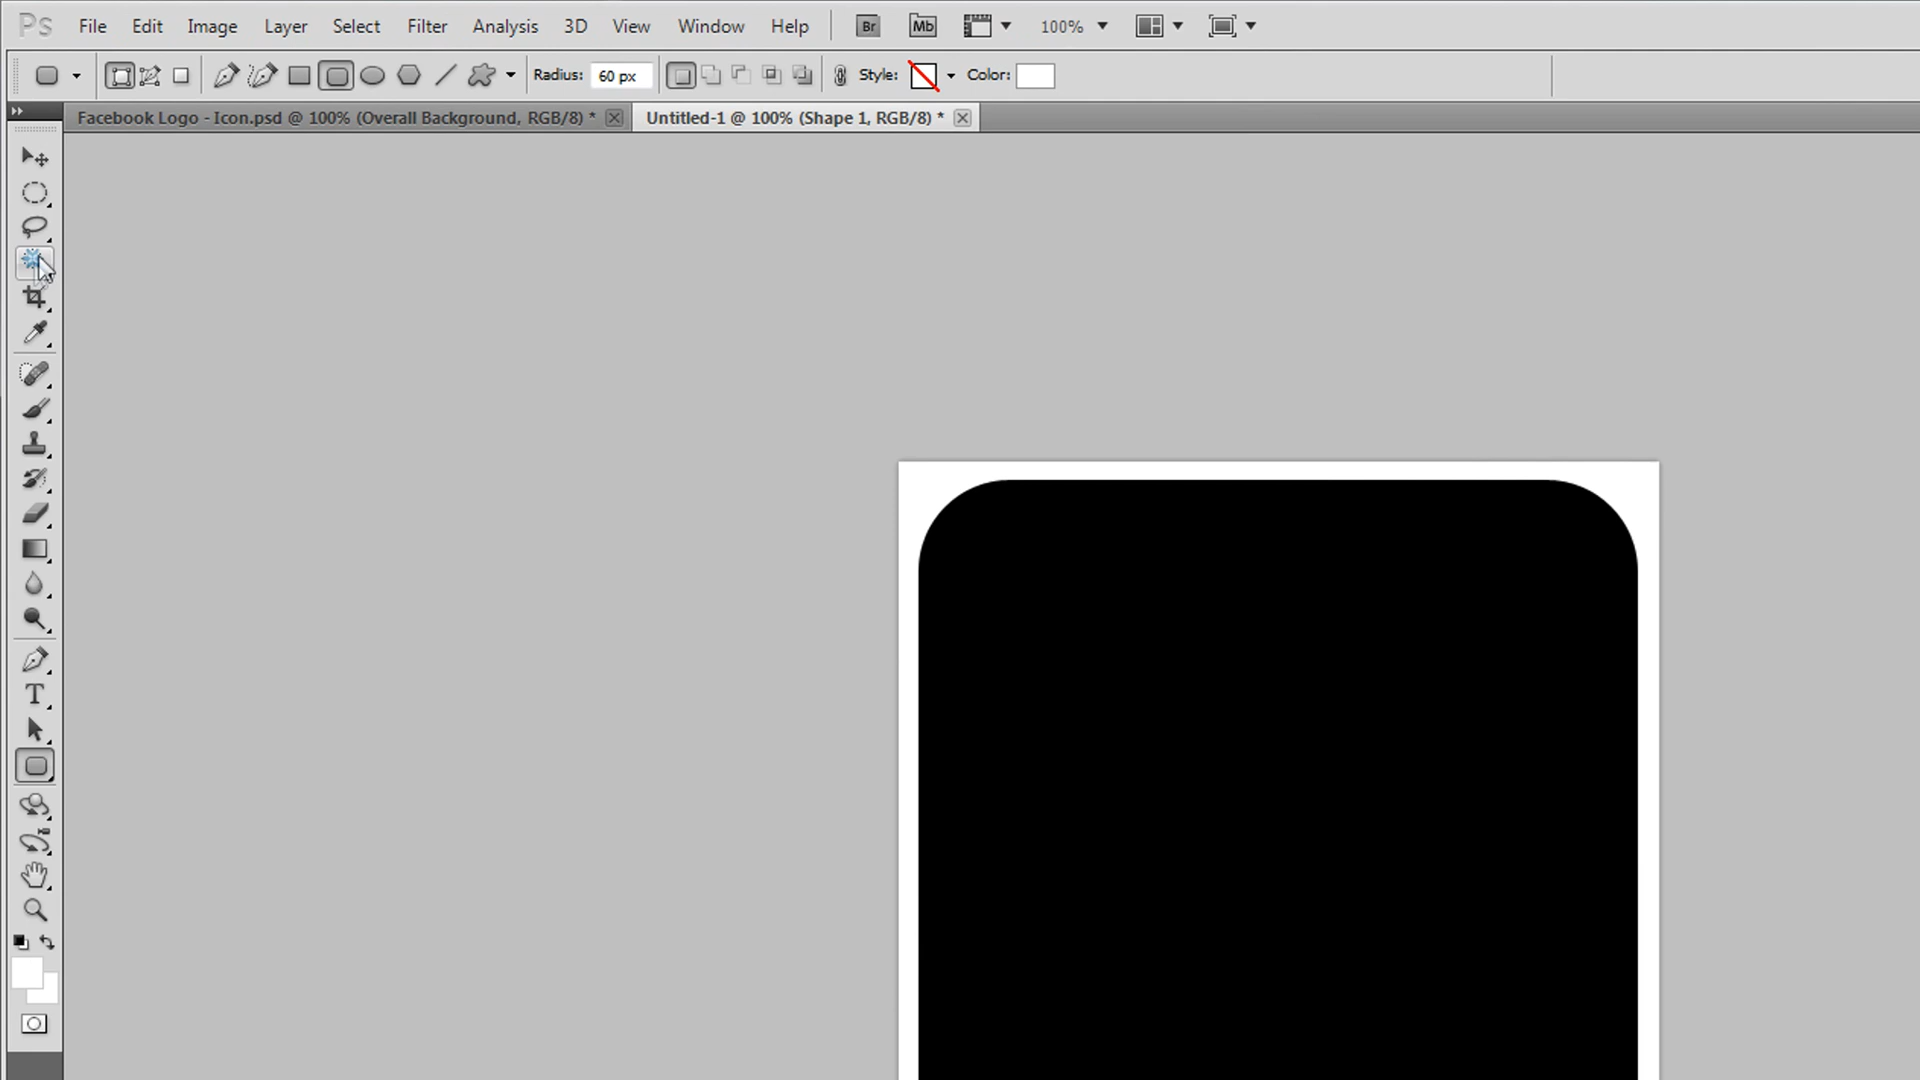 Ps File Edit Image Layer Select Filter Analysis 3D View Window Help Br Mb 100%
Radius: 60 px Style: Color:
Facebook Logo - Icon.psd @ 100% (Overall Background, RGB/8) * Untitled-1 @ 100% (Shape 1, RGB/8) *
T